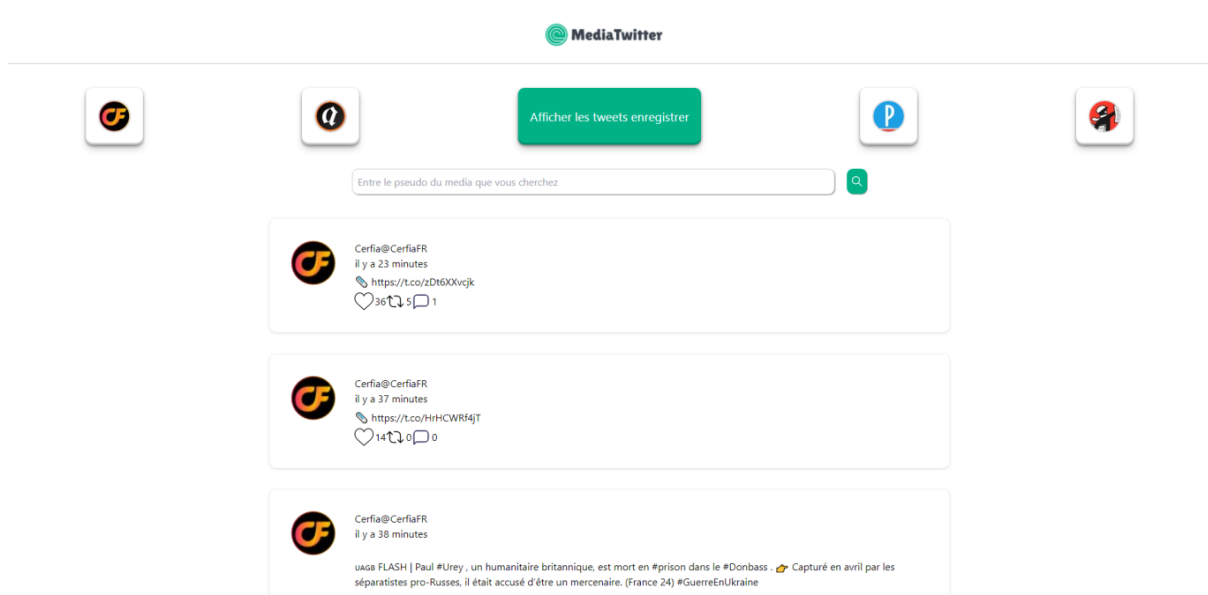 MediaTwitter
Afficher les tweets enregistrer
Entre le pseudo du media que vous cherchez
Cerfia@CerfiaFR
il y a 23 minutes
https://t.co/zDt6XXvcjk
36 5 1
Cerfia@CerfiaFR
il y a 37 minutes
https://t.co/HrHCWRf4jT
14 0 0
Cerfia@CerfiaFR
il y a 38 minutes
UAGB FLASH | Paul #Urey , un humanitaire britannique, est mort en #prison dans le #Donbass . 👉 Capturé en avril par les
séparatistes pro-Russes, il était accusé d'être un mercenaire. (France 24) #GuerreEnUkraine